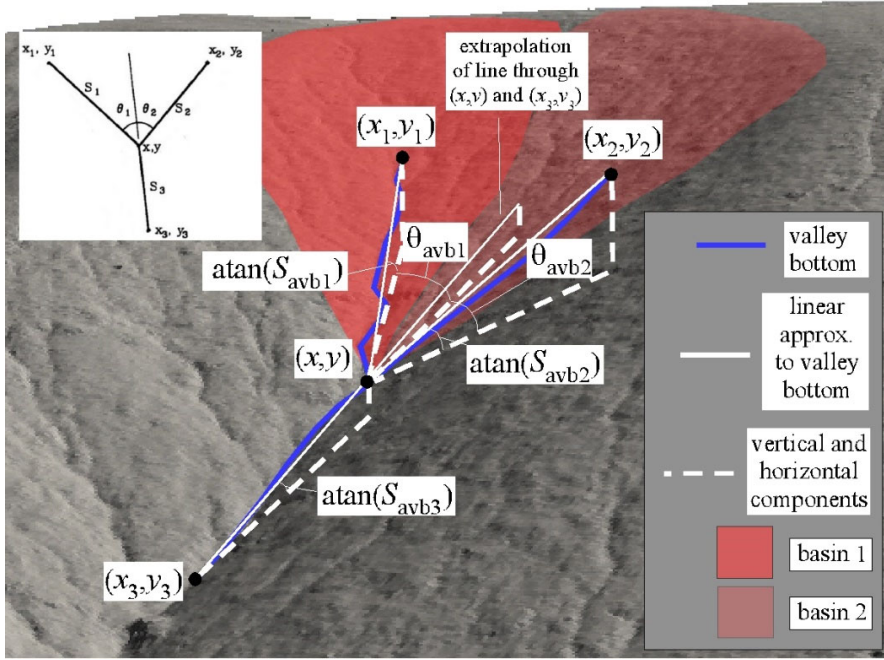 x₁, y₁
x₂, y₂
S₁
θ₁
θ₂
S₂
x,y
S₃
x₃, y₃
extrapolation
of line through
(x,y) and (x₃,y₃)
(x₁,y₁)
(x₂,y₂)
θavb1
atan(Savb1)
θavb2
(x,y)
atan(Savb2)
atan(Savb3)
(x₃,y₃)
valley
bottom
linear
approx.
to valley
bottom
vertical and
horizontal
components
basin 1
basin 2